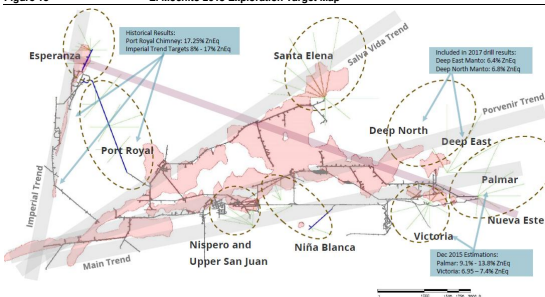 Historical Results:
Port Royal Chimney: 17.25% ZnEq
Imperial Trend Targets 8% - 17% ZnEq
Included in 2017 drill results:
Deep East Manto: 6.4% ZnEq
Deep North Manto: 6.8% ZnEq
Esperanza
Santa Elena
Salva Vida Trend
Porvenir Trend
Deep North
Deep East
Port Royal
Palmar
Imperial Trend
Nueva Este
Victoria
Nispero and
Upper San Juan
Niña Blanca
Main Trend
Dec 2015 Estimations:
Palmar: 9.1% - 13.8% ZnEq
Victoria: 6.95 – 7.4% ZnEq